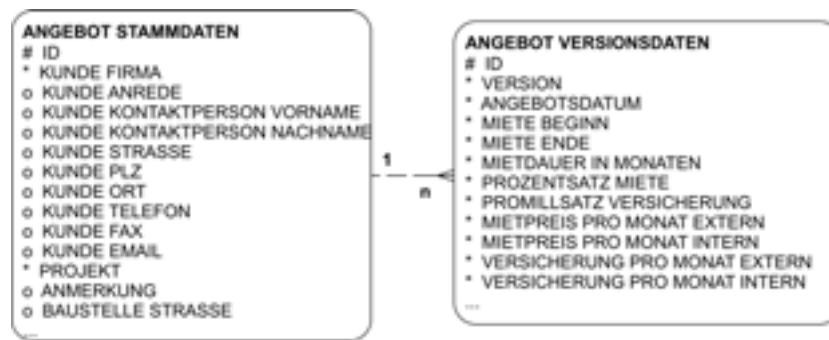 ANGEBOT STAMMDATEN
# ID
* KUNDE FIRMA
o KUNDE ANREDE
o KUNDE KONTAKTPERSON VORNAME
o KUNDE KONTAKTPERSON NACHNAME
o KUNDE STRASSE
o KUNDE PLZ
o KUNDE ORT
o KUNDE TELEFON
o KUNDE FAX
o KUNDE EMAIL
* PROJEKT
o ANMERKUNG
o BAUSTELLE STRASSE
...
1
n
ANGEBOT VERSIONSDATEN
# ID
* VERSION
* ANGEBOTSDATUM
* MIETE BEGINN
* MIETE ENDE
* MIETDAUER IN MONATEN
* PROZENTSATZ MIETE
* PROMILLSATZ VERSICHERUNG
* MIETPREIS PRO MONAT EXTERN
* MIETPREIS PRO MONAT INTERN
* VERSICHERUNG PRO MONAT EXTERN
* VERSICHERUNG PRO MONAT INTERN
...